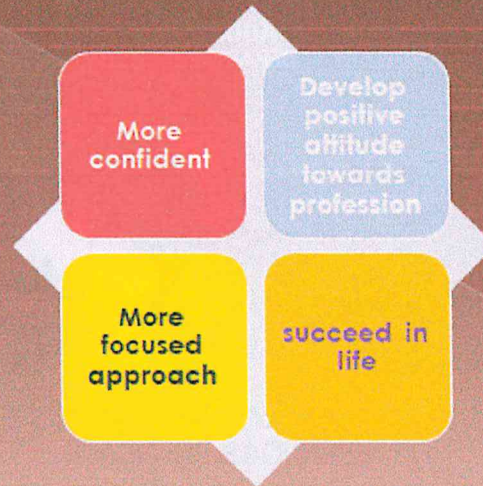 More
confident
Develop
positive
attitude
towards
profession
More
focused
approach
succeed in
life